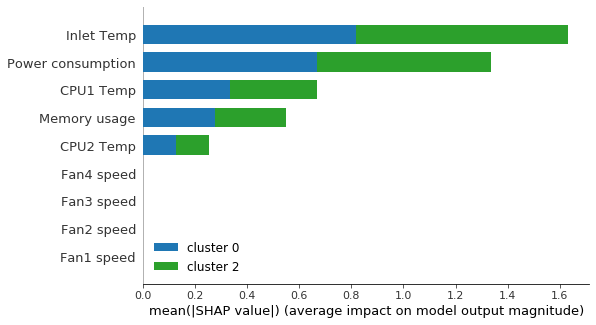 Inlet Temp
Power consumption
CPU1 Temp
Memory usage
CPU2 Temp
Fan4 speed
Fan3 speed
Fan2 speed
Fan1 speed
cluster 0
cluster 2
0.0 0.2 0.4 0.6 0.8 1.0 1.2 1.4 1.6
mean(|SHAP value|) (average impact on model output magnitude)